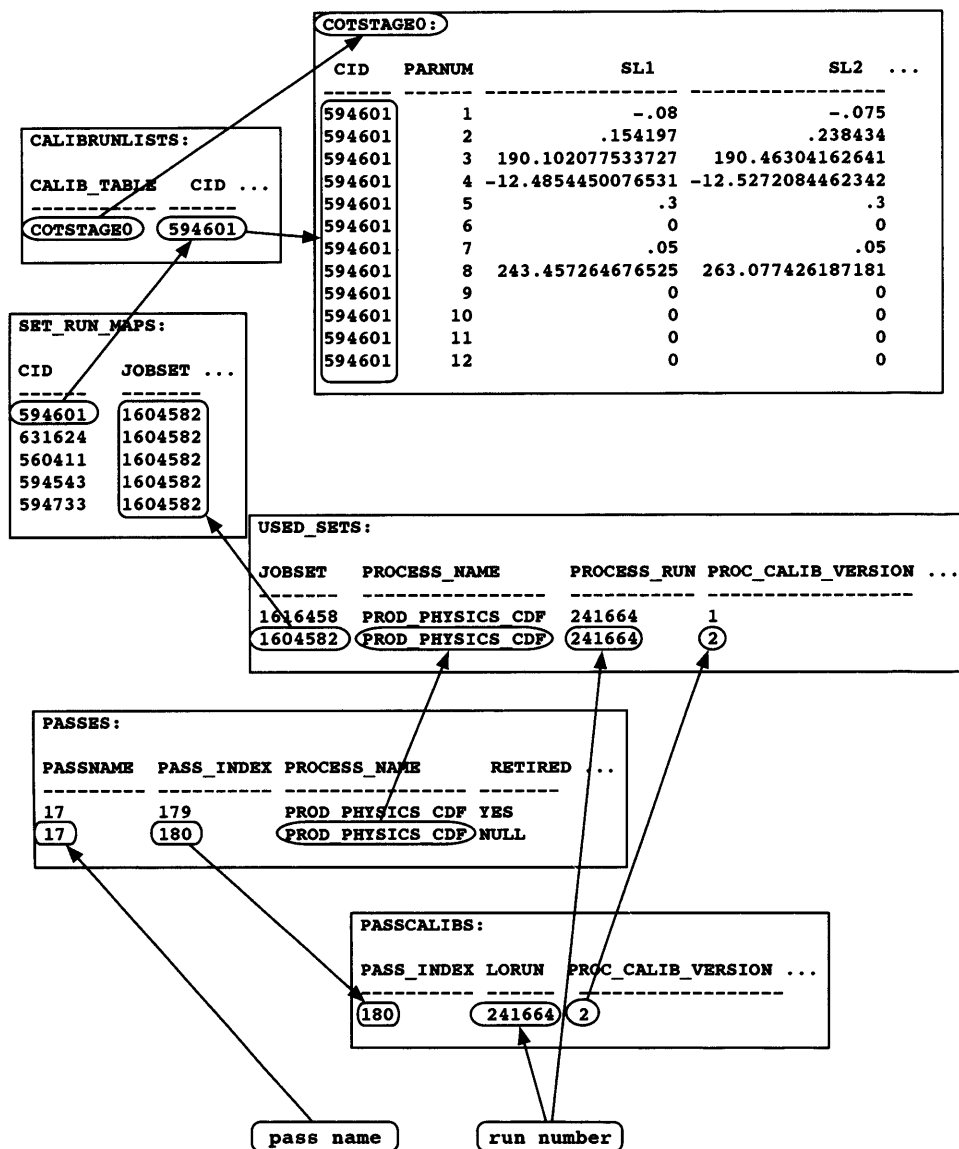 COTSTAGE0:
CID PARNUM SL1 SL2 ...
------ ------ ---------------- ----------------
594601 1 -.08 -.075
594601 2 .154197 .238434
594601 3 190.102077533727 190.46304162641
594601 4 -12.4854450076531 -12.5272084462342
594601 5 .3 .3
594601 6 0 0
594601 7 .05 .05
594601 8 243.457264676525 263.077426187181
594601 9 0 0
594601 10 0 0
594601 11 0 0
594601 12 0 0
CALIBRUNLISTS:
CALIB_TABLE CID ...
----------- ------
COTSTAGE0 594601
SET_RUN_MAPS:
CID JOBSET ...
------ -------
594601 1604582
631624 1604582
560411 1604582
594543 1604582
594733 1604582
USED_SETS:
JOBSET PROCESS_NAME PROCESS_RUN PROC_CALIB_VERSION ...
------- ---------------- ----------- ------------------
1616458 PROD_PHYSICS_CDF 241664 1
1604582 PROD_PHYSICS_CDF 241664 2
PASSES:
PASSNAME PASS_INDEX PROCESS_NAME RETIRED ...
---------- ---------- ---------------- -------
17 179 PROD_PHYSICS_CDF YES
17 180 PROD_PHYSICS_CDF NULL
PASSCALIBS:
PASS_INDEX LORUN PROC_CALIB_VERSION ...
---------- ------ ------------------
180 241664 2
pass name run number